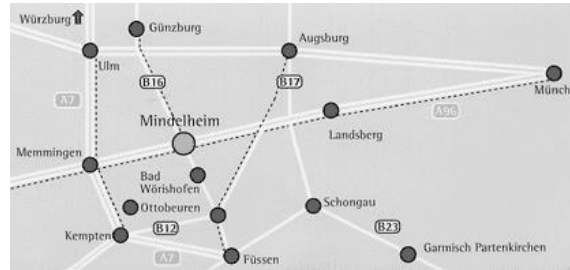 Würzburg
Günzburg
Augsburg
Ulm
B16
B17
Münch
A7
Mindelheim
A96
Landsberg
Memmingen
Bad
Wörishofen
Ottobeuren
Schongau
B12
B23
Kempten
Garmisch Partenkirchen
A7
Füssen